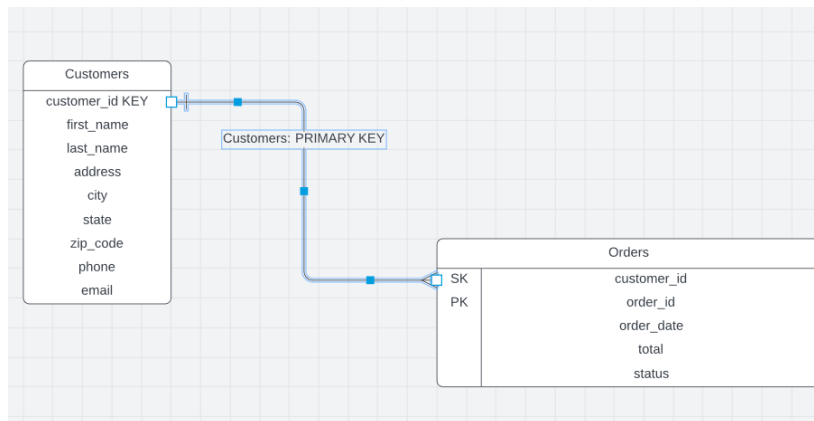 Customers
customer_id KEY
first_name
last_name
address
city
state
zip_code
phone
email
Customers: PRIMARY KEY
Orders
SK customer_id
PK order_id
order_date
total
status